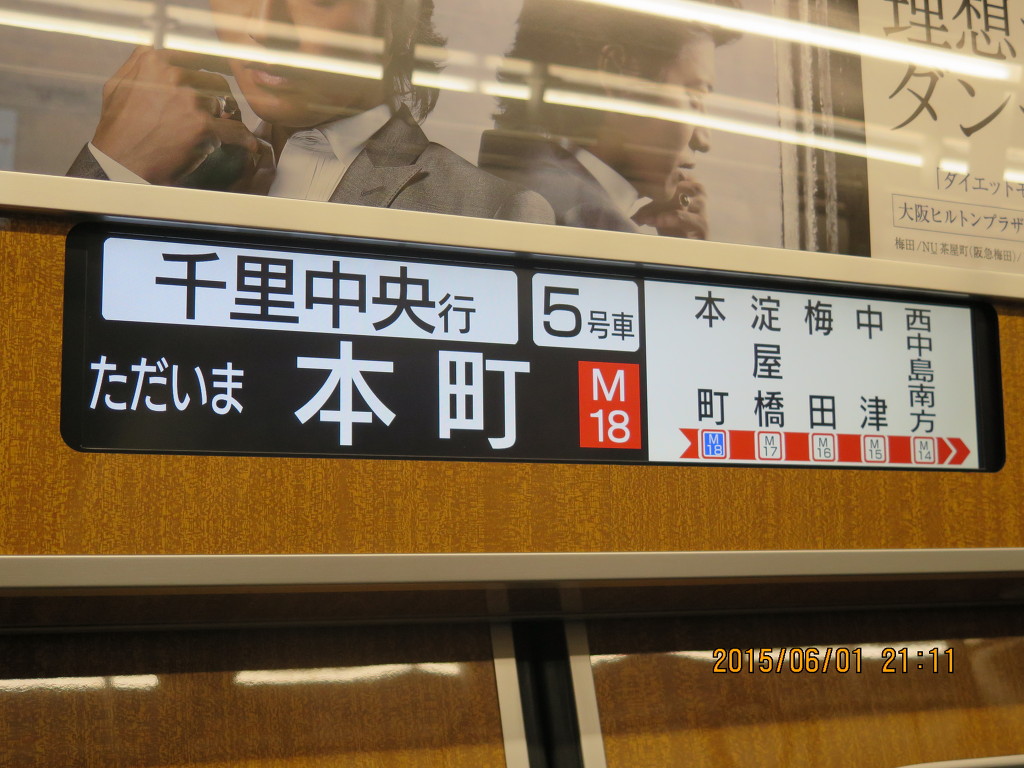 理想
ダン
「ダイエット
大阪ヒルトンプラザ
梅田/NU茶屋町(阪急梅田)/
千里中央行
5号車
ただいま 本町
M
18
本町
淀屋橋
梅田
中津
西中島南方
M
18
M
17
M
16
M
15
M
14
2015/06/01 21:11